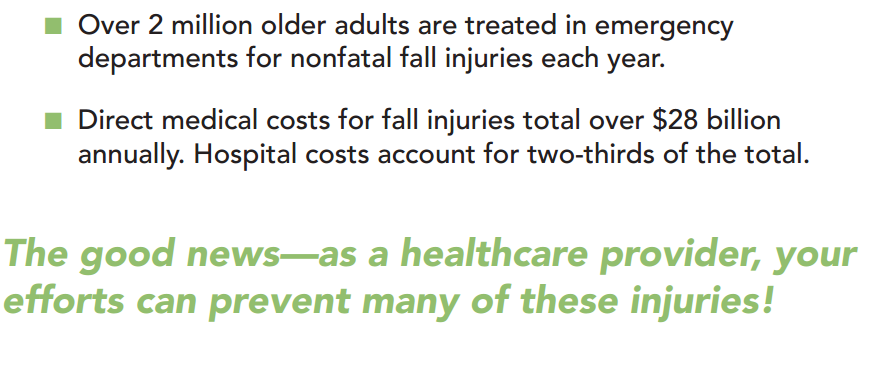 Over 2 million older adults are treated in emergency
departments for nonfatal fall injuries each year.
Direct medical costs for fall injuries total over $28 billion
annually. Hospital costs account for two-thirds of the total.
The good news—as a healthcare provider, your
efforts can prevent many of these injuries!